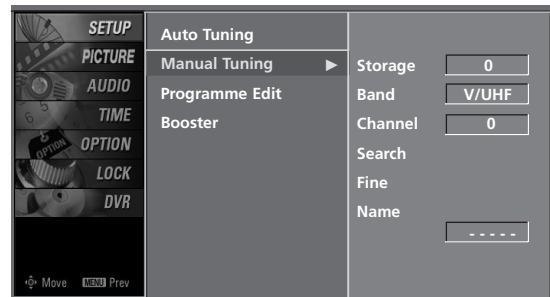 SETUP
PICTURE
AUDIO
TIME
OPTION
LOCK
DVR
Move MENU Prev
Auto Tuning
Manual Tuning ▶
Programme Edit
Booster
Storage 0
Band V/UHF
Channel 0
Search
Fine
Name
- - - - -